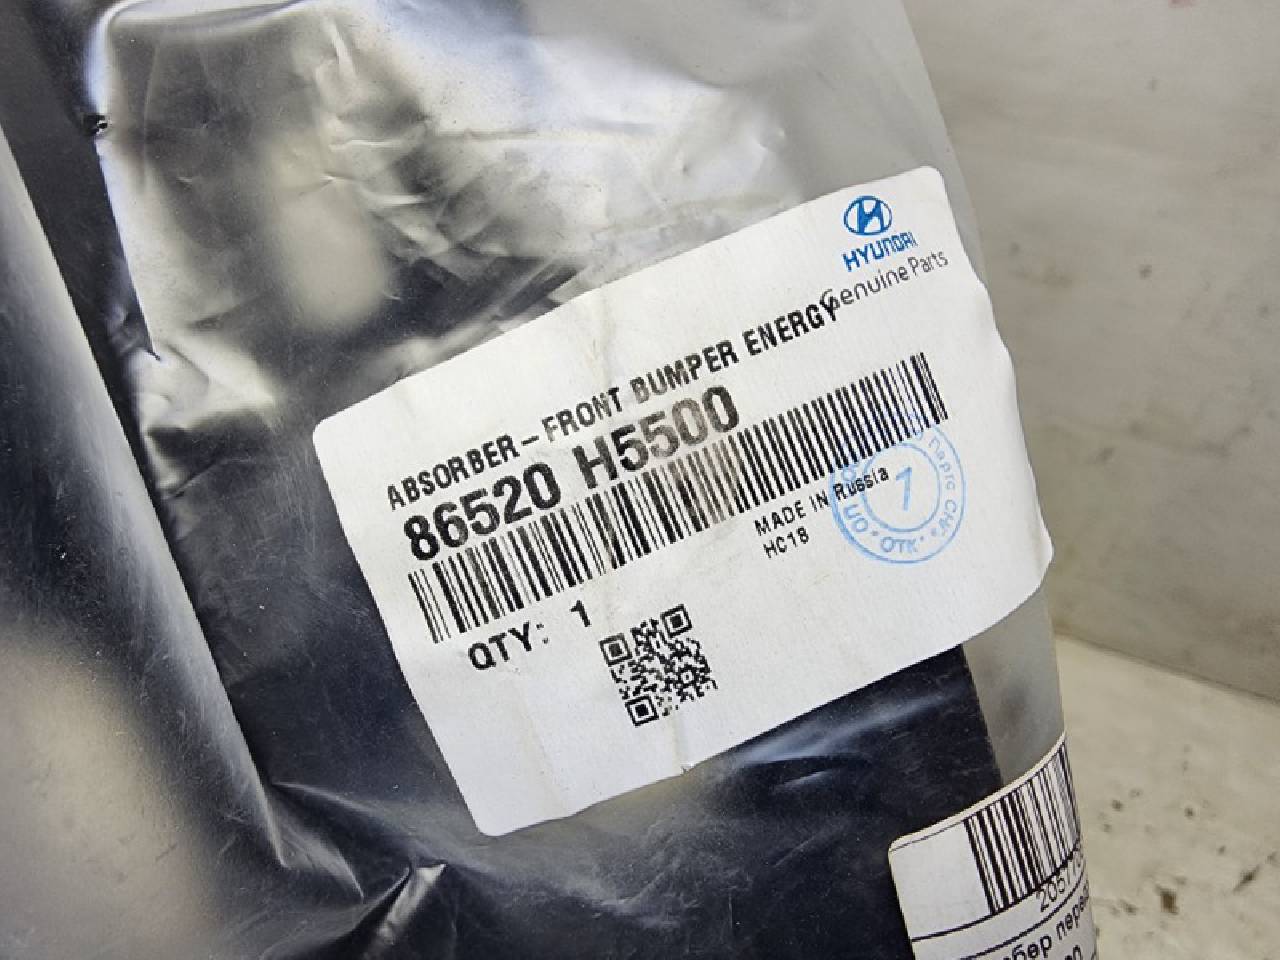 HYUNDAI
Genuine Parts
ABSORBER-FRONT BUMPER ENERGY
86520 H5500
MADE IN Russia
HC18
QTY: 1
1
ОТК